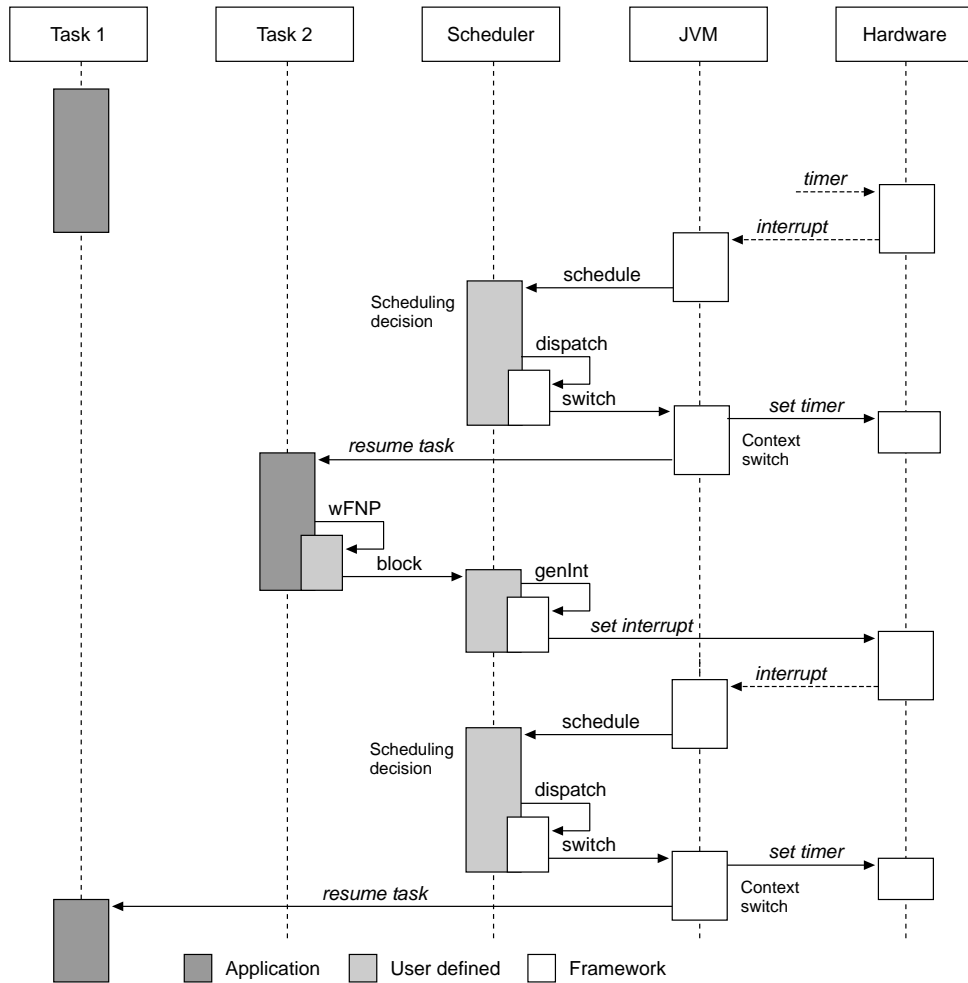 Task 1
Task 2
Scheduler
JVM
Hardware
timer
interrupt
schedule
Scheduling
decision
dispatch
switch
set timer
Context
switch
resume task
wFNP
block
genInt
set interrupt
interrupt
schedule
Scheduling
decision
dispatch
switch
set timer
Context
switch
resume task
Application
User defined
Framework